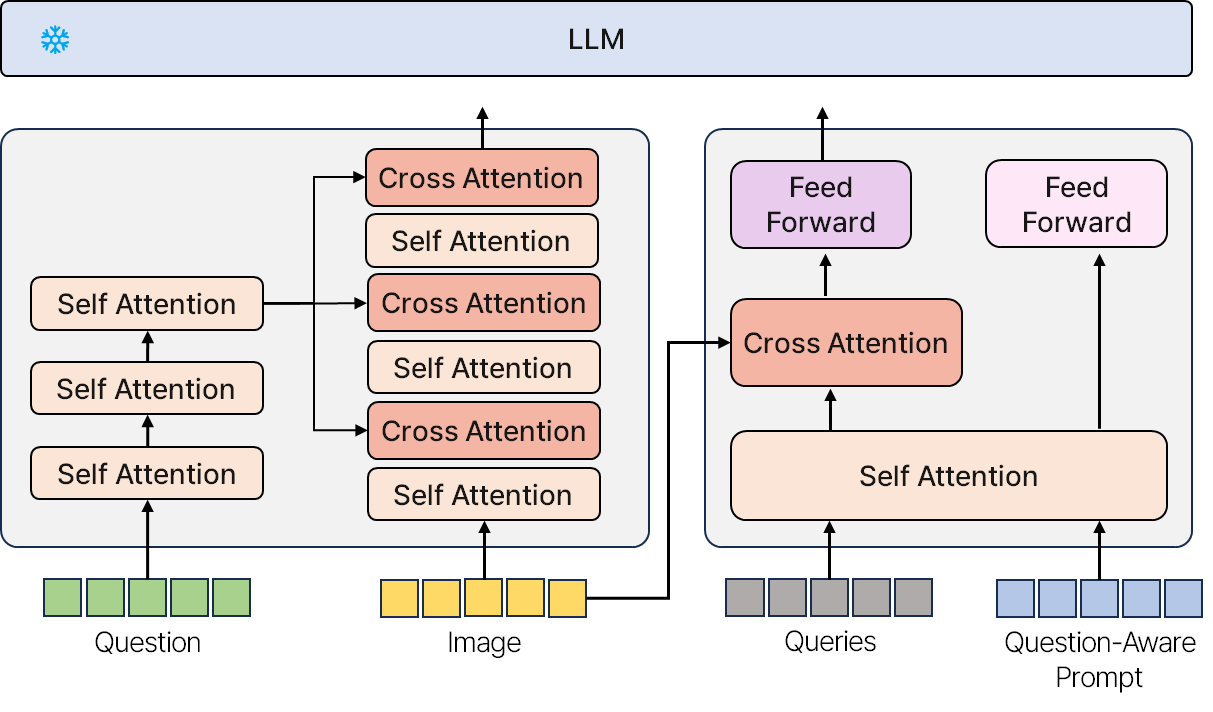 LLM
Self Attention
Self Attention
Self Attention
Question
Cross Attention
Self Attention
Cross Attention
Self Attention
Cross Attention
Self Attention
Image
Feed
Forward
Cross Attention
Feed
Forward
Self Attention
Queries
Question-Aware
Prompt